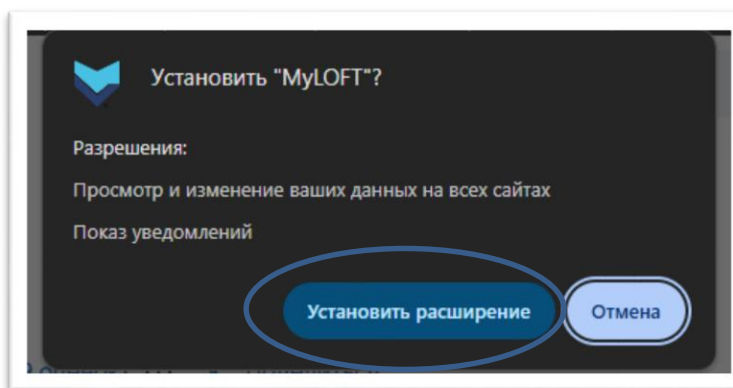 Установить "MyLOFT"?
Разрешения:
Просмотр и изменение ваших данных на всех сайтах
Показ уведомлений
Установить расширение
Отмена